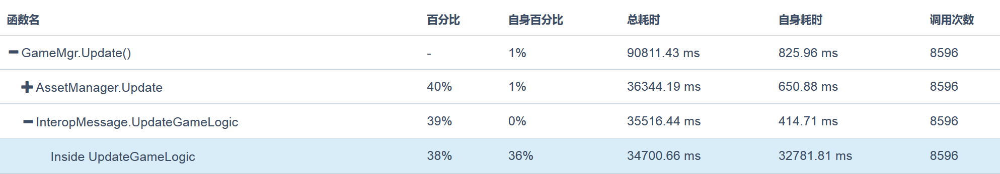 函数名 百分比 自身百分比 总耗时 自身耗时 调用次数
GameMgr.Update() - 1% 90811.43 ms 825.96 ms 8596
AssetManager.Update 40% 1% 36344.19 ms 650.88 ms 8596
InteropMessage.UpdateGameLogic 39% 0% 35516.44 ms 414.71 ms 8596
Inside UpdateGameLogic 38% 36% 34700.66 ms 32781.81 ms 8596